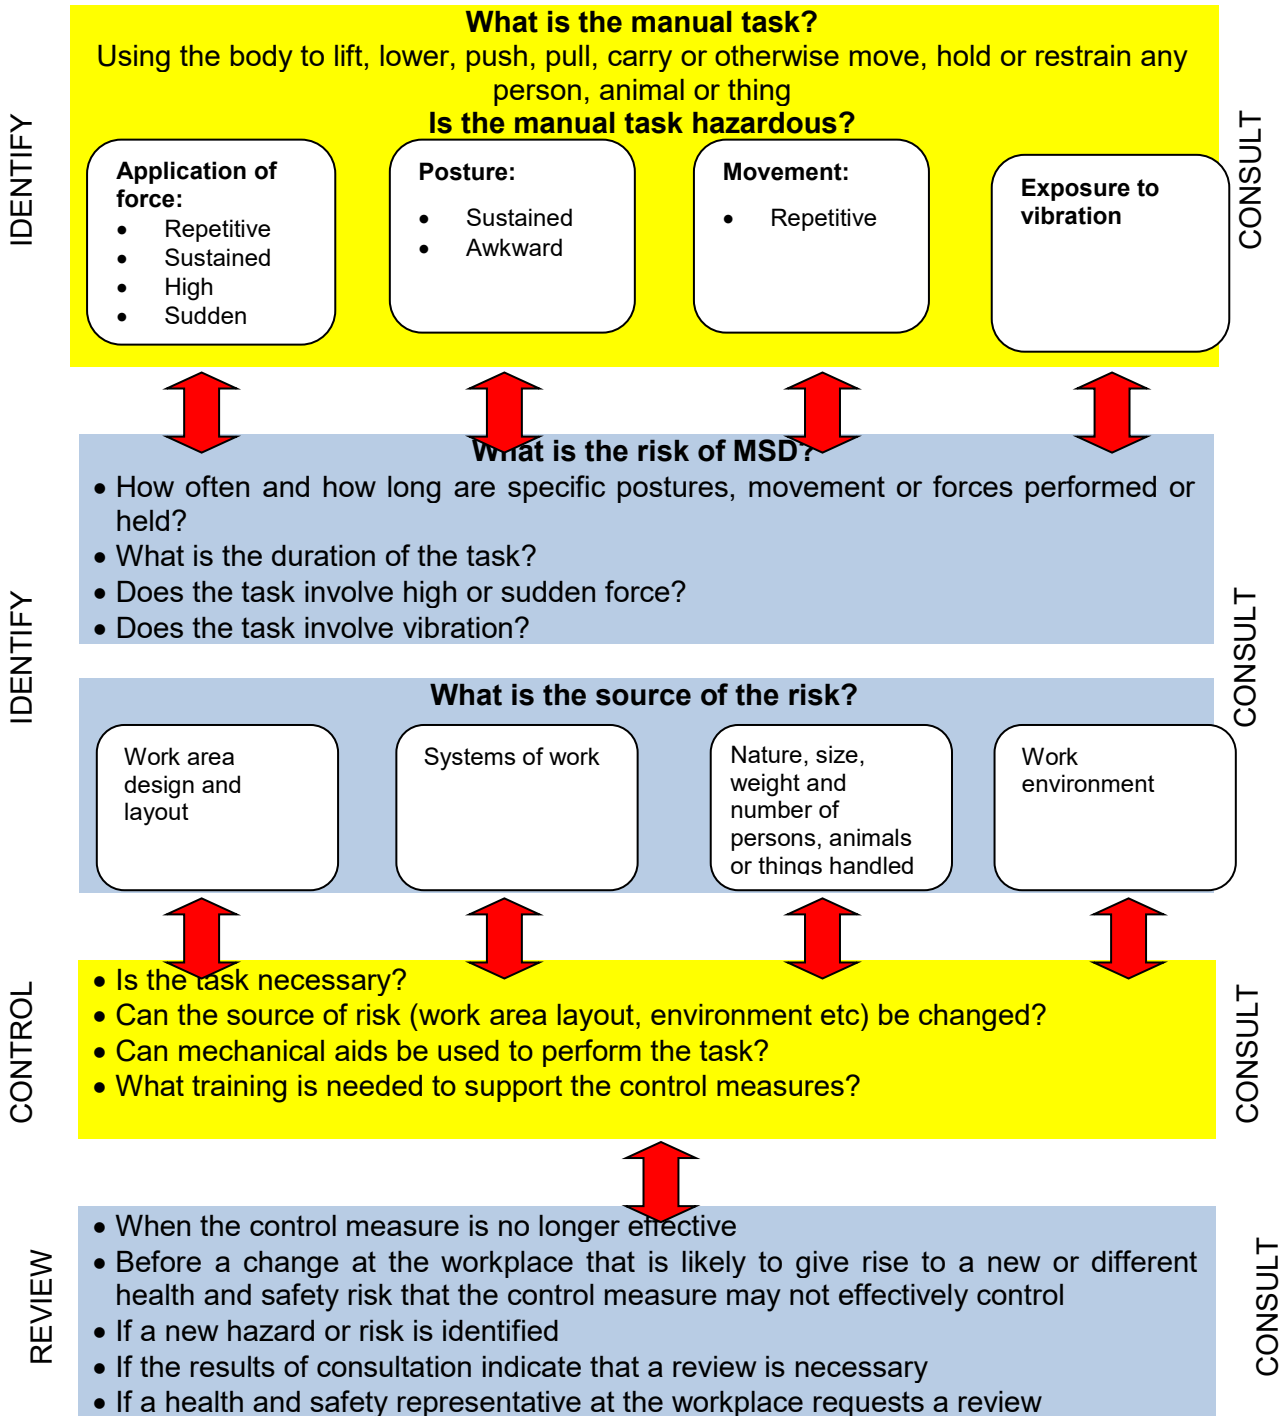 What is the manual task?
Using the body to lift, lower, push, pull, carry or otherwise move, hold or restrain any
person, animal or thing
Is the manual task hazardous?
IDENTIFY
Application of
force:
• Repetitive
• Sustained
• High
• Sudden
Posture:
• Sustained
• Awkward
Movement:
• Repetitive
Exposure to
vibration
CONSULT
What is the risk of MSD?
• How often and how long are specific postures, movement or forces performed or
held?
• What is the duration of the task?
• Does the task involve high or sudden force?
• Does the task involve vibration?
IDENTIFY
CONSULT
What is the source of the risk?
Work area
design and
layout
Systems of work
Nature, size,
weight and
number of
persons, animals
or things handled
Work
environment
CONTROL
• Is the task necessary?
• Can the source of risk (work area layout, environment etc) be changed?
• Can mechanical aids be used to perform the task?
• What training is needed to support the control measures?
CONSULT
REVIEW
• When the control measure is no longer effective
• Before a change at the workplace that is likely to give rise to a new or different
health and safety risk that the control measure may not effectively control
• If a new hazard or risk is identified
• If the results of consultation indicate that a review is necessary
• If a health and safety representative at the workplace requests a review
CONSULT